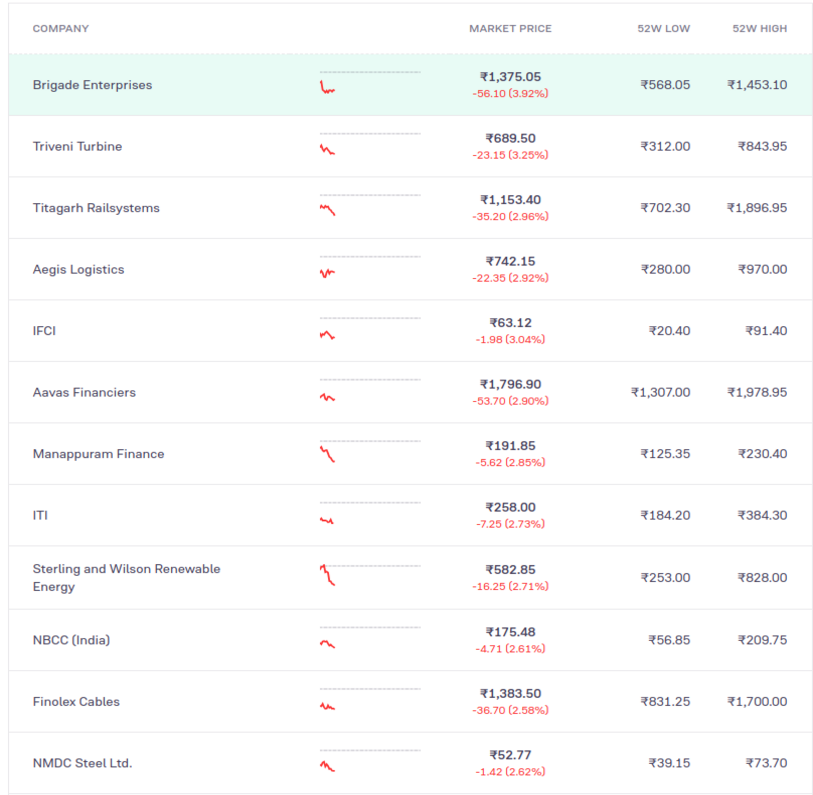 COMPANY MARKET PRICE 52W LOW 52W HIGH
Brigade Enterprises ₹1,375.05 ₹568.05 ₹1,453.10
-56.10 (3.92%)
Triveni Turbine ₹689.50 ₹312.00 ₹843.95
-23.15 (3.25%)
Titagarh Railsystems ₹1,153.40 ₹702.30 ₹1,896.95
-35.20 (2.96%)
Aegis Logistics ₹742.15 ₹280.00 ₹970.00
-22.35 (2.92%)
IFCI ₹63.12 ₹20.40 ₹91.40
-1.98 (3.04%)
Aavas Financiers ₹1,796.90 ₹1,307.00 ₹1,978.95
-53.70 (2.90%)
Manappuram Finance ₹191.85 ₹125.35 ₹230.40
-5.62 (2.85%)
ITI ₹258.00 ₹184.20 ₹384.30
-7.25 (2.73%)
Sterling and Wilson Renewable ₹582.85 ₹253.00 ₹828.00
Energy -16.25 (2.71%)
NBCC (India) ₹175.48 ₹56.85 ₹209.75
-4.71 (2.61%)
Finolex Cables ₹1,383.50 ₹831.25 ₹1,700.00
-36.70 (2.58%)
NMDC Steel Ltd. ₹52.77 ₹39.15 ₹73.70
-1.42 (2.62%)